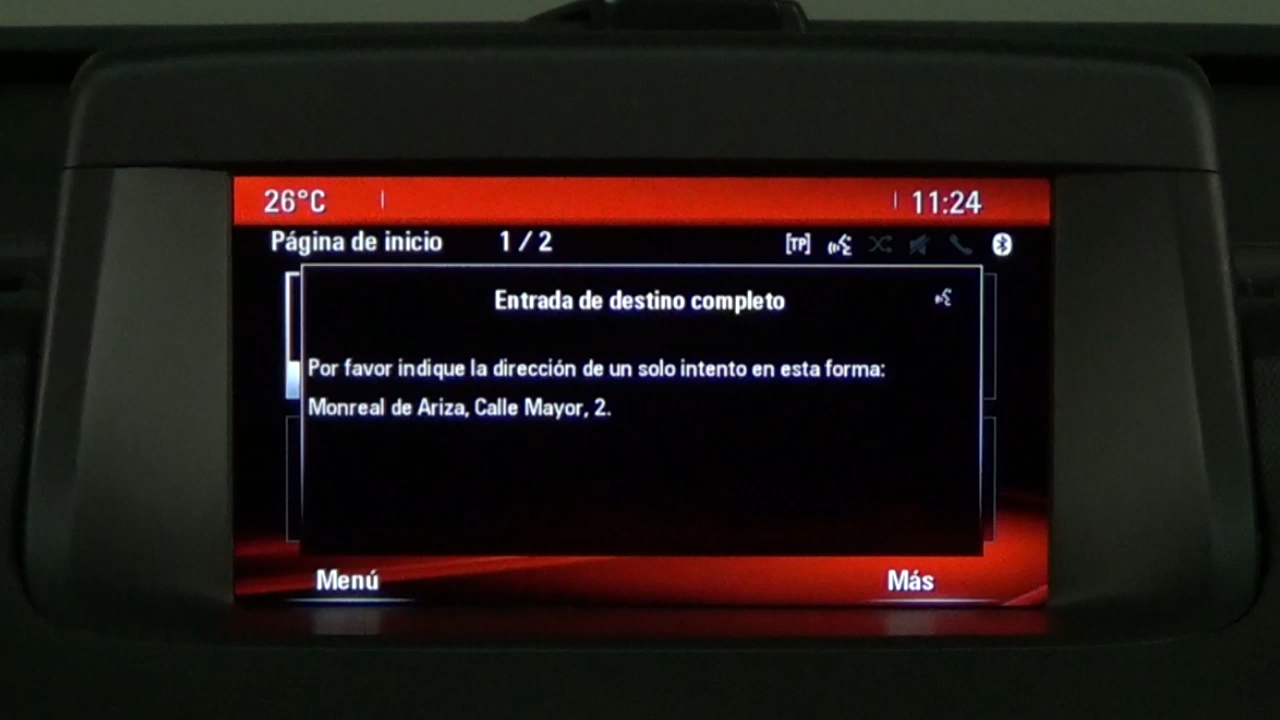 26°C 11:24
Página de inicio 1 / 2 [TP]
Entrada de destino completo
Por favor indique la dirección de un solo intento en esta forma:
Monreal de Ariza, Calle Mayor, 2.
Menú Más